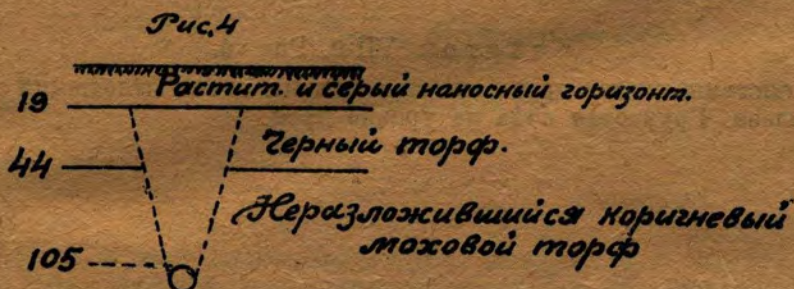 Рис.4
Растит. и серый наносный горизонт.
19
Черный торф.
44
Неразложившийся коричневый
моховой торф
105